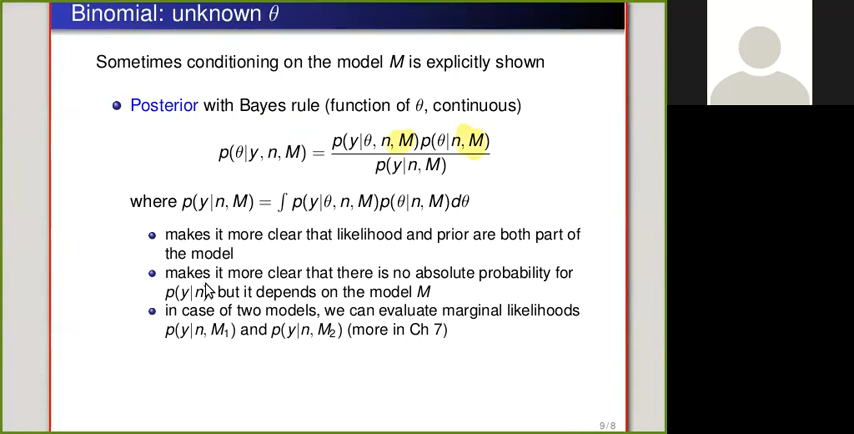 Binomial: unknown θ
Sometimes conditioning on the model M is explicitly shown
Posterior with Bayes rule (function of θ, continuous)
p(θ|y, n, M) = p(y|θ, n, M)p(θ|n, M) / p(y|n, M)
where p(y|n, M) = ∫ p(y|θ, n, M)p(θ|n, M)dθ
makes it more clear that likelihood and prior are both part of
the model
makes it more clear that there is no absolute probability for
p(y|n), but it depends on the model M
in case of two models, we can evaluate marginal likelihoods
p(y|n, M₁) and p(y|n, M₂) (more in Ch 7)
9 / 8